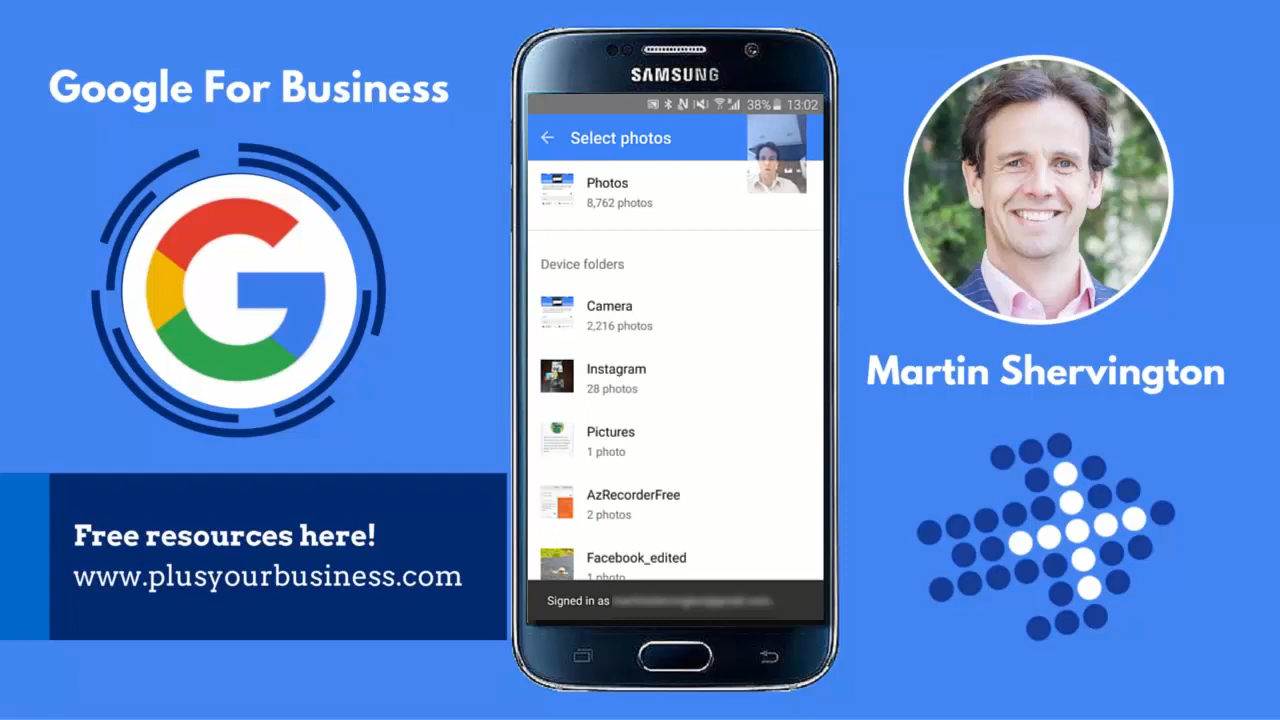 Google For Business
SAMSUNG
38% 13:02
Select photos
Photos
8,762 photos
Device folders
Camera
2,216 photos
Instagram
28 photos
Pictures
1 photo
AzRecorderFree
2 photos
Facebook_edited
1 photo
Signed in as
Martin Shervington
Free resources here!
www.plusyourbusiness.com